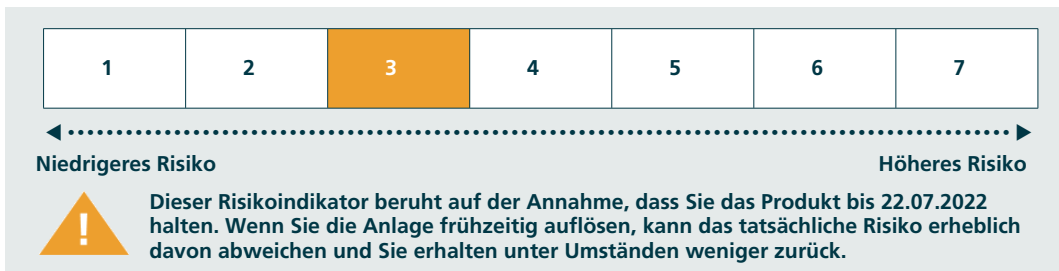 1 2 3 4 5 6 7
Niedrigeres Risiko Höheres Risiko
Dieser Risikoindikator beruht auf der Annahme, dass Sie das Produkt bis 22.07.2022
halten. Wenn Sie die Anlage frühzeitig auflösen, kann das tatsächliche Risiko erheblich
davon abweichen und Sie erhalten unter Umständen weniger zurück.
!